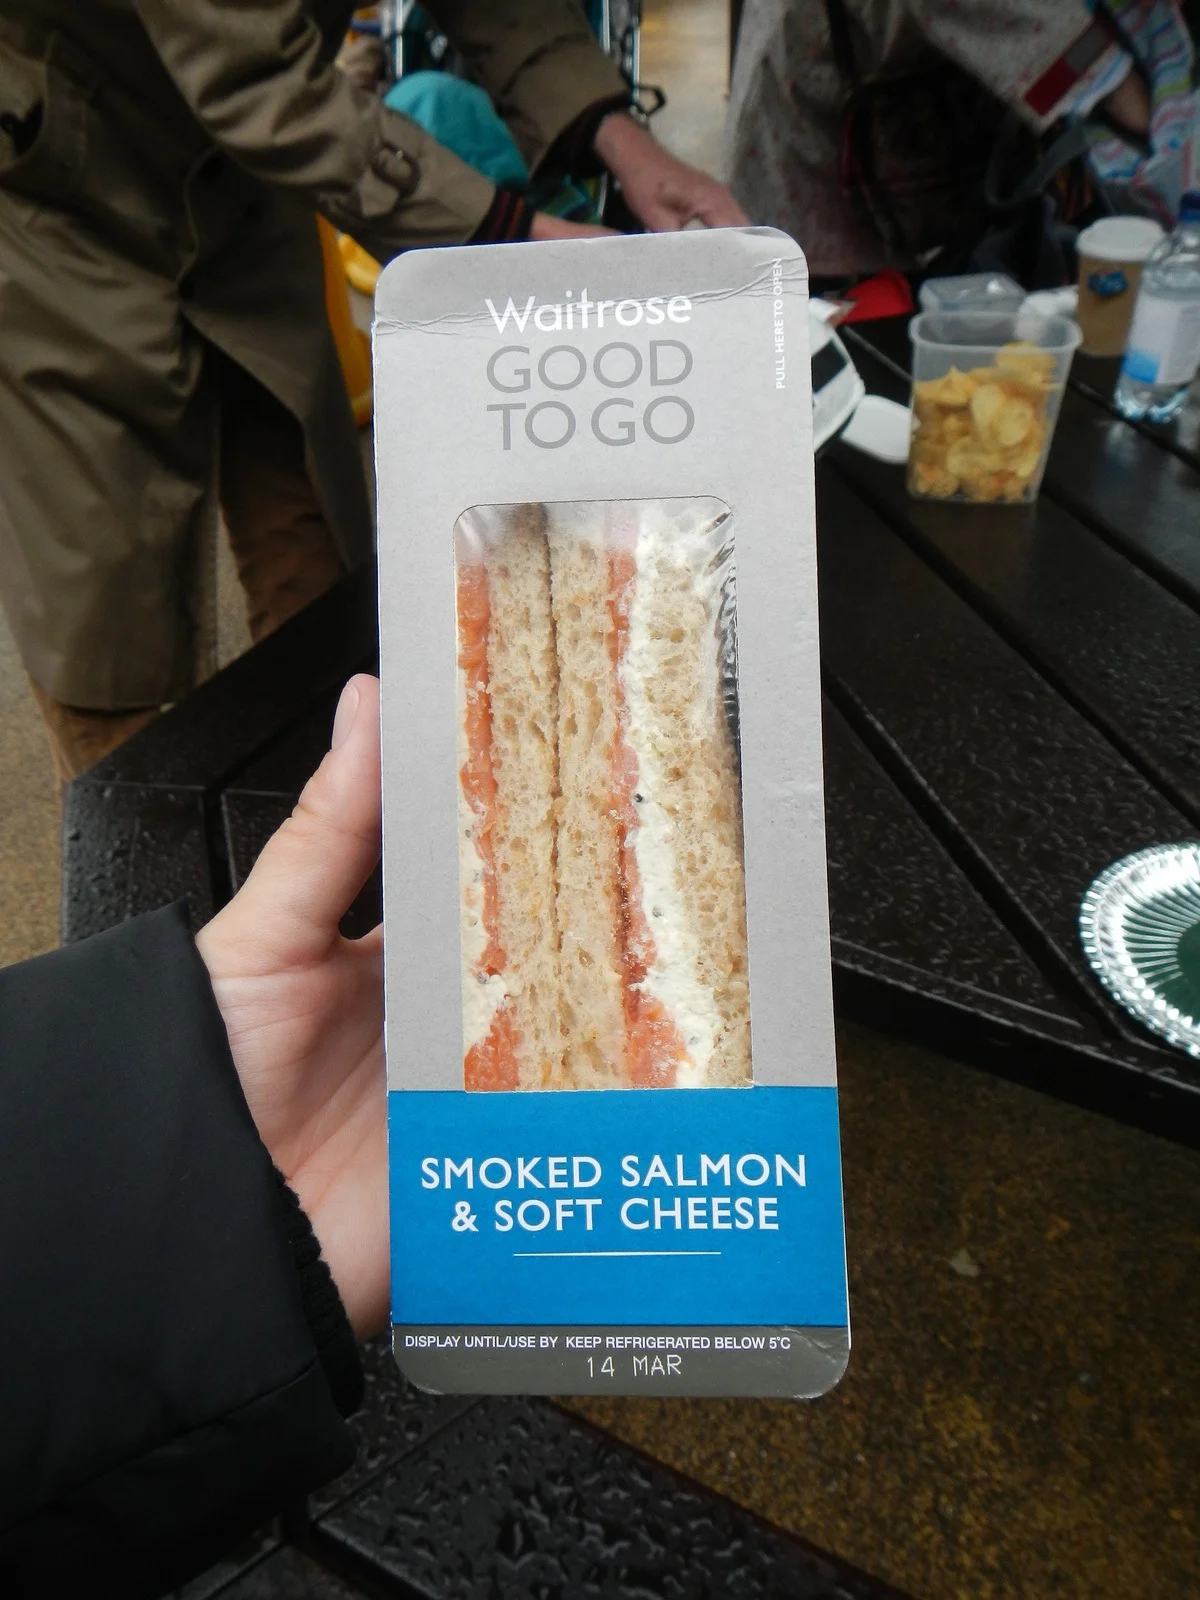 Waitrose
GOOD
TO GO
PULL HERE TO OPEN
SMOKED SALMON
& SOFT CHEESE
DISPLAY UNTIL/USE BY KEEP REFRIGERATED BELOW 5°C
14 MAR